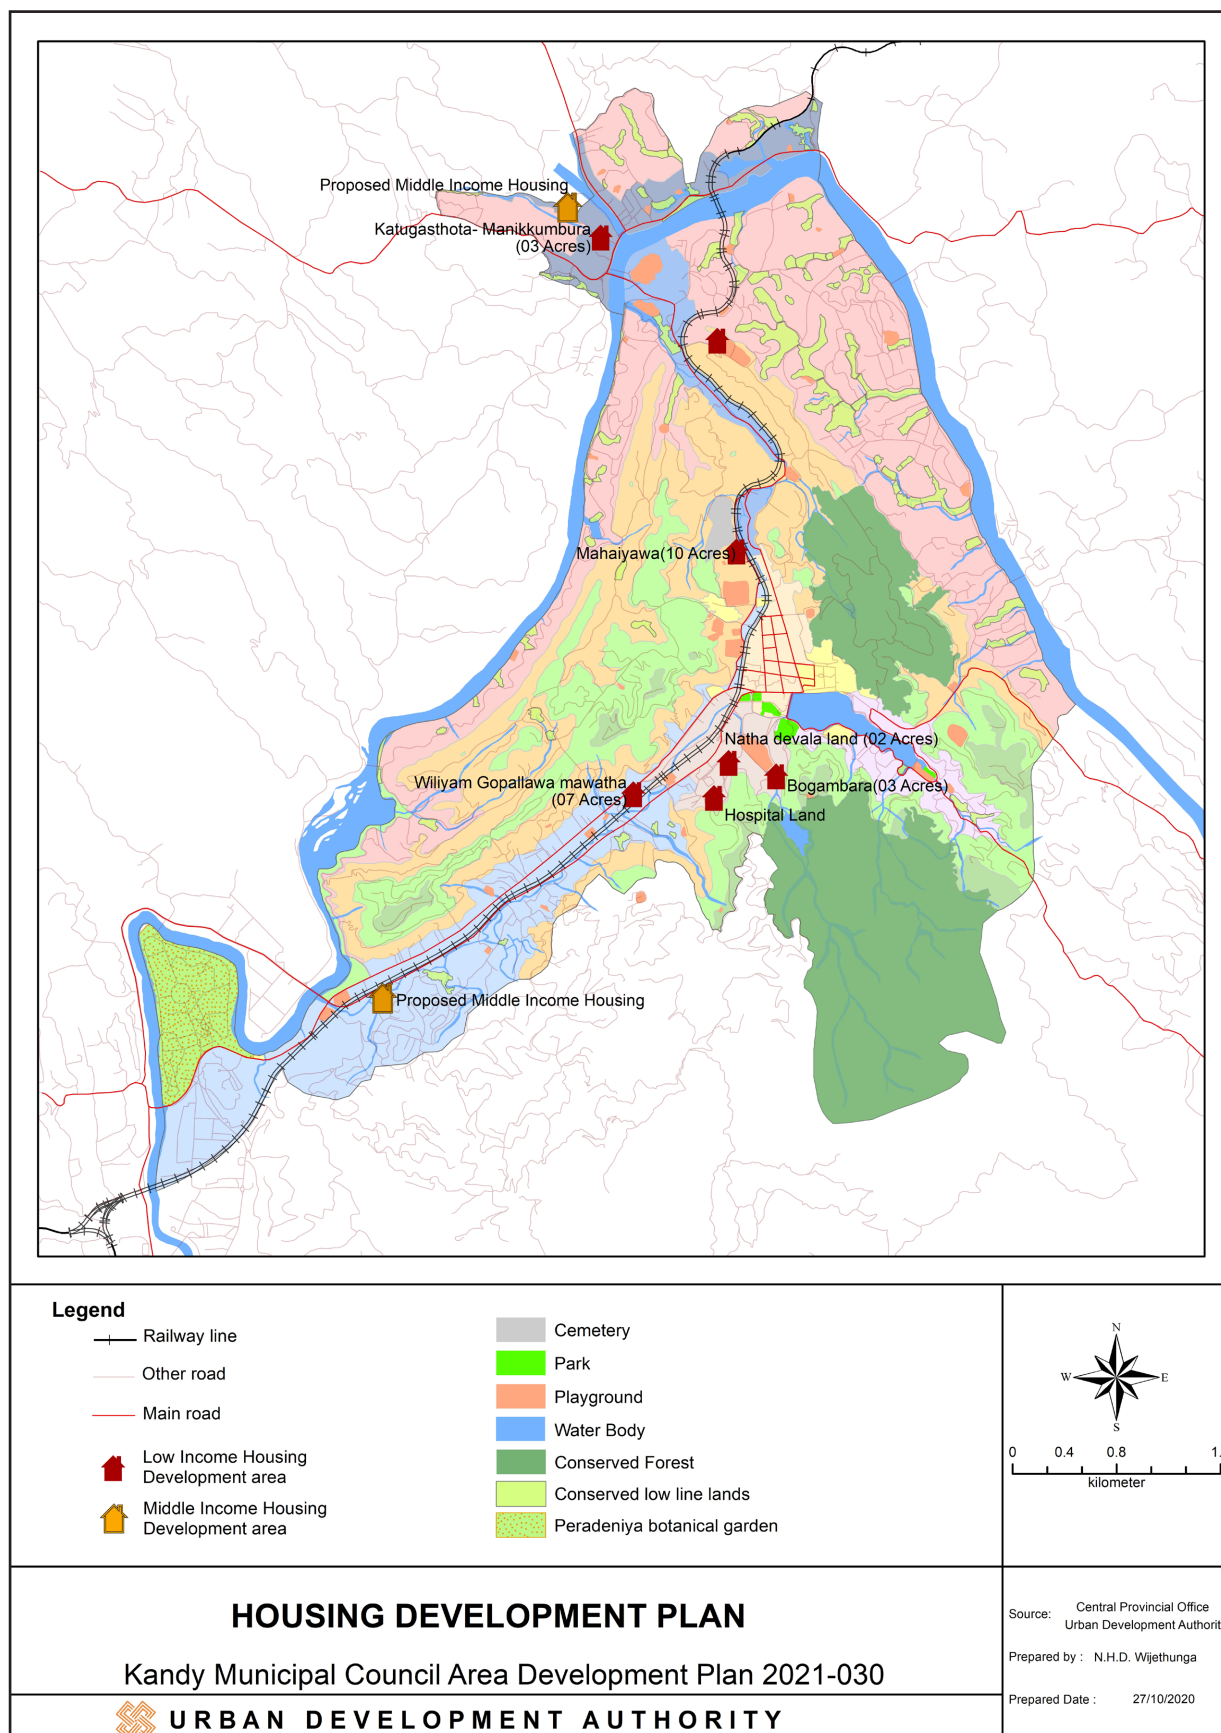 Proposed Middle Income Housing
Katugasthota- Manikkumbura
(03 Acres)
Mahaiyawa(10 Acres)
Natha devala land (02 Acres)
Wiliyam Gopallawa mawatha
(07 Acres)
Bogambara(03 Acres)
Hospital Land
Proposed Middle Income Housing
Legend
Railway line
Other road
Main road
Low Income Housing
Development area
Middle Income Housing
Development area
Cemetery
Park
Playground
Water Body
Conserved Forest
Conserved low line lands
Peradeniya botanical garden
N
W E
S
0 0.4 0.8 1.
kilometer
HOUSING DEVELOPMENT PLAN
Kandy Municipal Council Area Development Plan 2021-030
URBAN DEVELOPMENT AUTHORITY
Source: Central Provincial Office
Urban Development Authorit
Prepared by : N.H.D. Wijethunga
Prepared Date : 27/10/2020